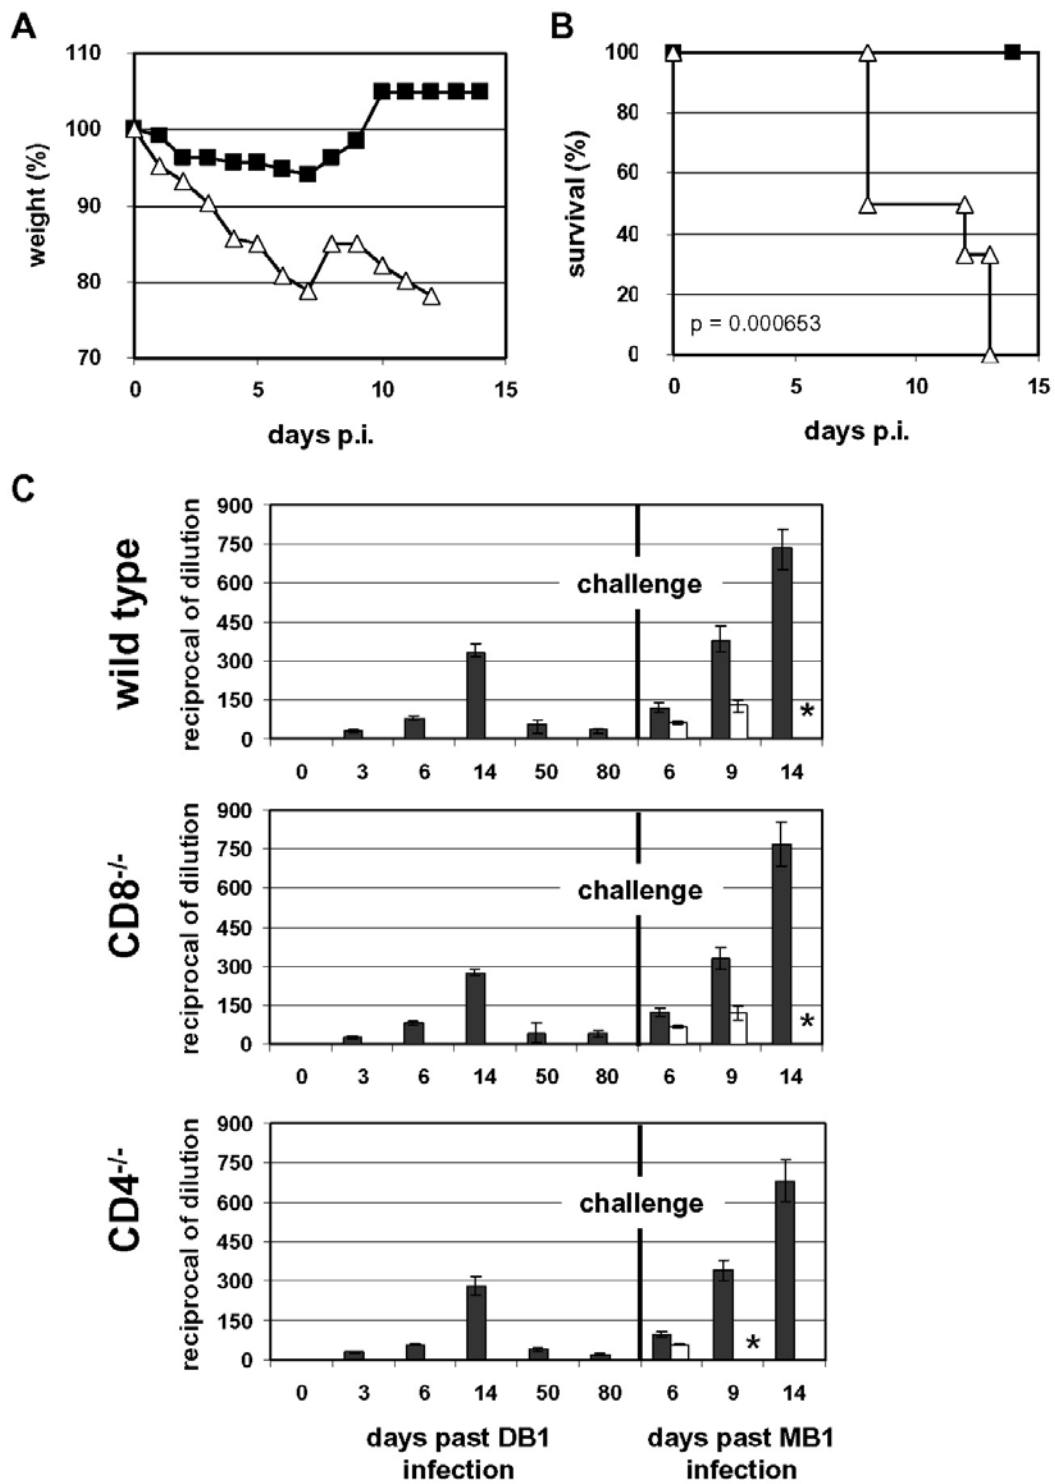 A
B
110
100
90
80
70
weight (%)
0 5 10 15
days p.i.
100
80
60
40
20
0
survival (%)
p = 0.000653
0 5 10 15
days p.i.
C
wild type
reciprocal of dilution
900
750
600
450
300
150
0
challenge
*
0 3 6 14 50 80 6 9 14
CD8-/-
reciprocal of dilution
900
750
600
450
300
150
0
challenge
*
0 3 6 14 50 80 6 9 14
CD4-/-
reciprocal of dilution
900
750
600
450
300
150
0
challenge
*
0 3 6 14 50 80 6 9 14
days past DB1
infection
days past MB1
infection